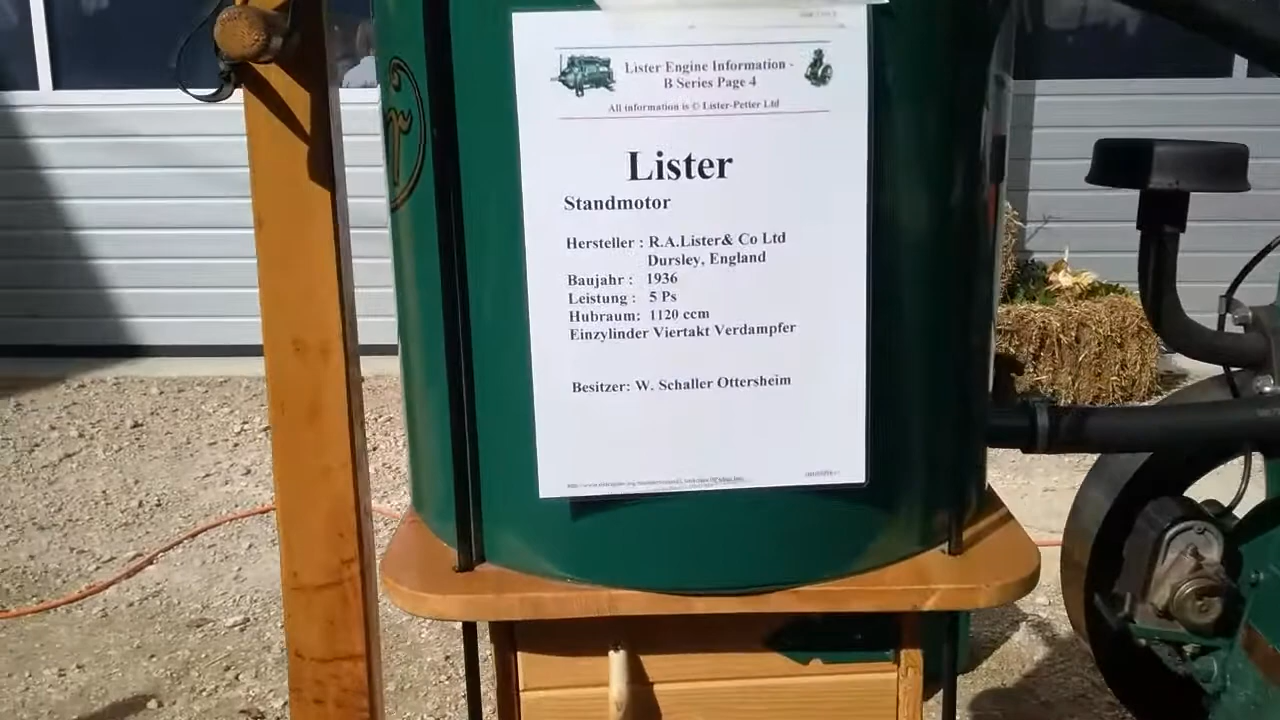 Lister Engine Information -
B Series Page 4
All information is © Lister-Petter Ltd
Lister
Standmotor
Hersteller : R.A.Lister& Co Ltd
Dursley, England
Baujahr : 1936
Leistung : 5 Ps
Hubraum: 1120 ccm
Einzylinder Viertakt Verdampfer
Besitzer: W. Schaller Ottersheim